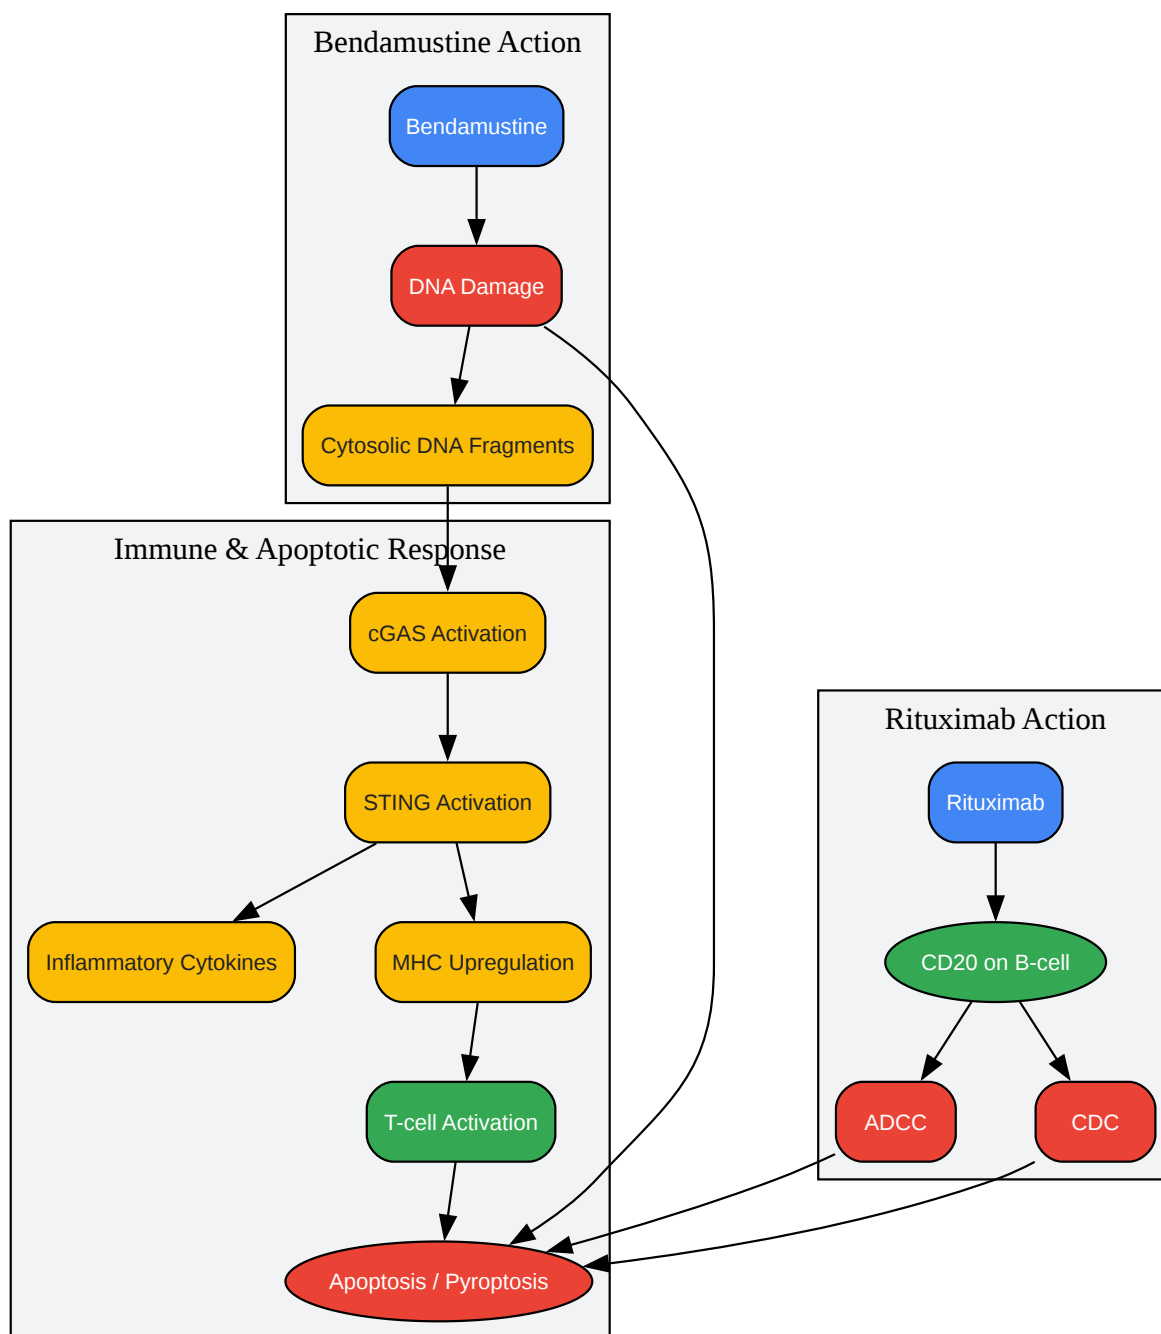 Bendamustine Action
Bendamustine
DNA Damage
Cytosolic DNA Fragments
Immune & Apoptotic Response
cGAS Activation
STING Activation
Inflammatory Cytokines
MHC Upregulation
T-cell Activation
Apoptosis / Pyroptosis
Rituximab Action
Rituximab
CD20 on B-cell
ADCC
CDC